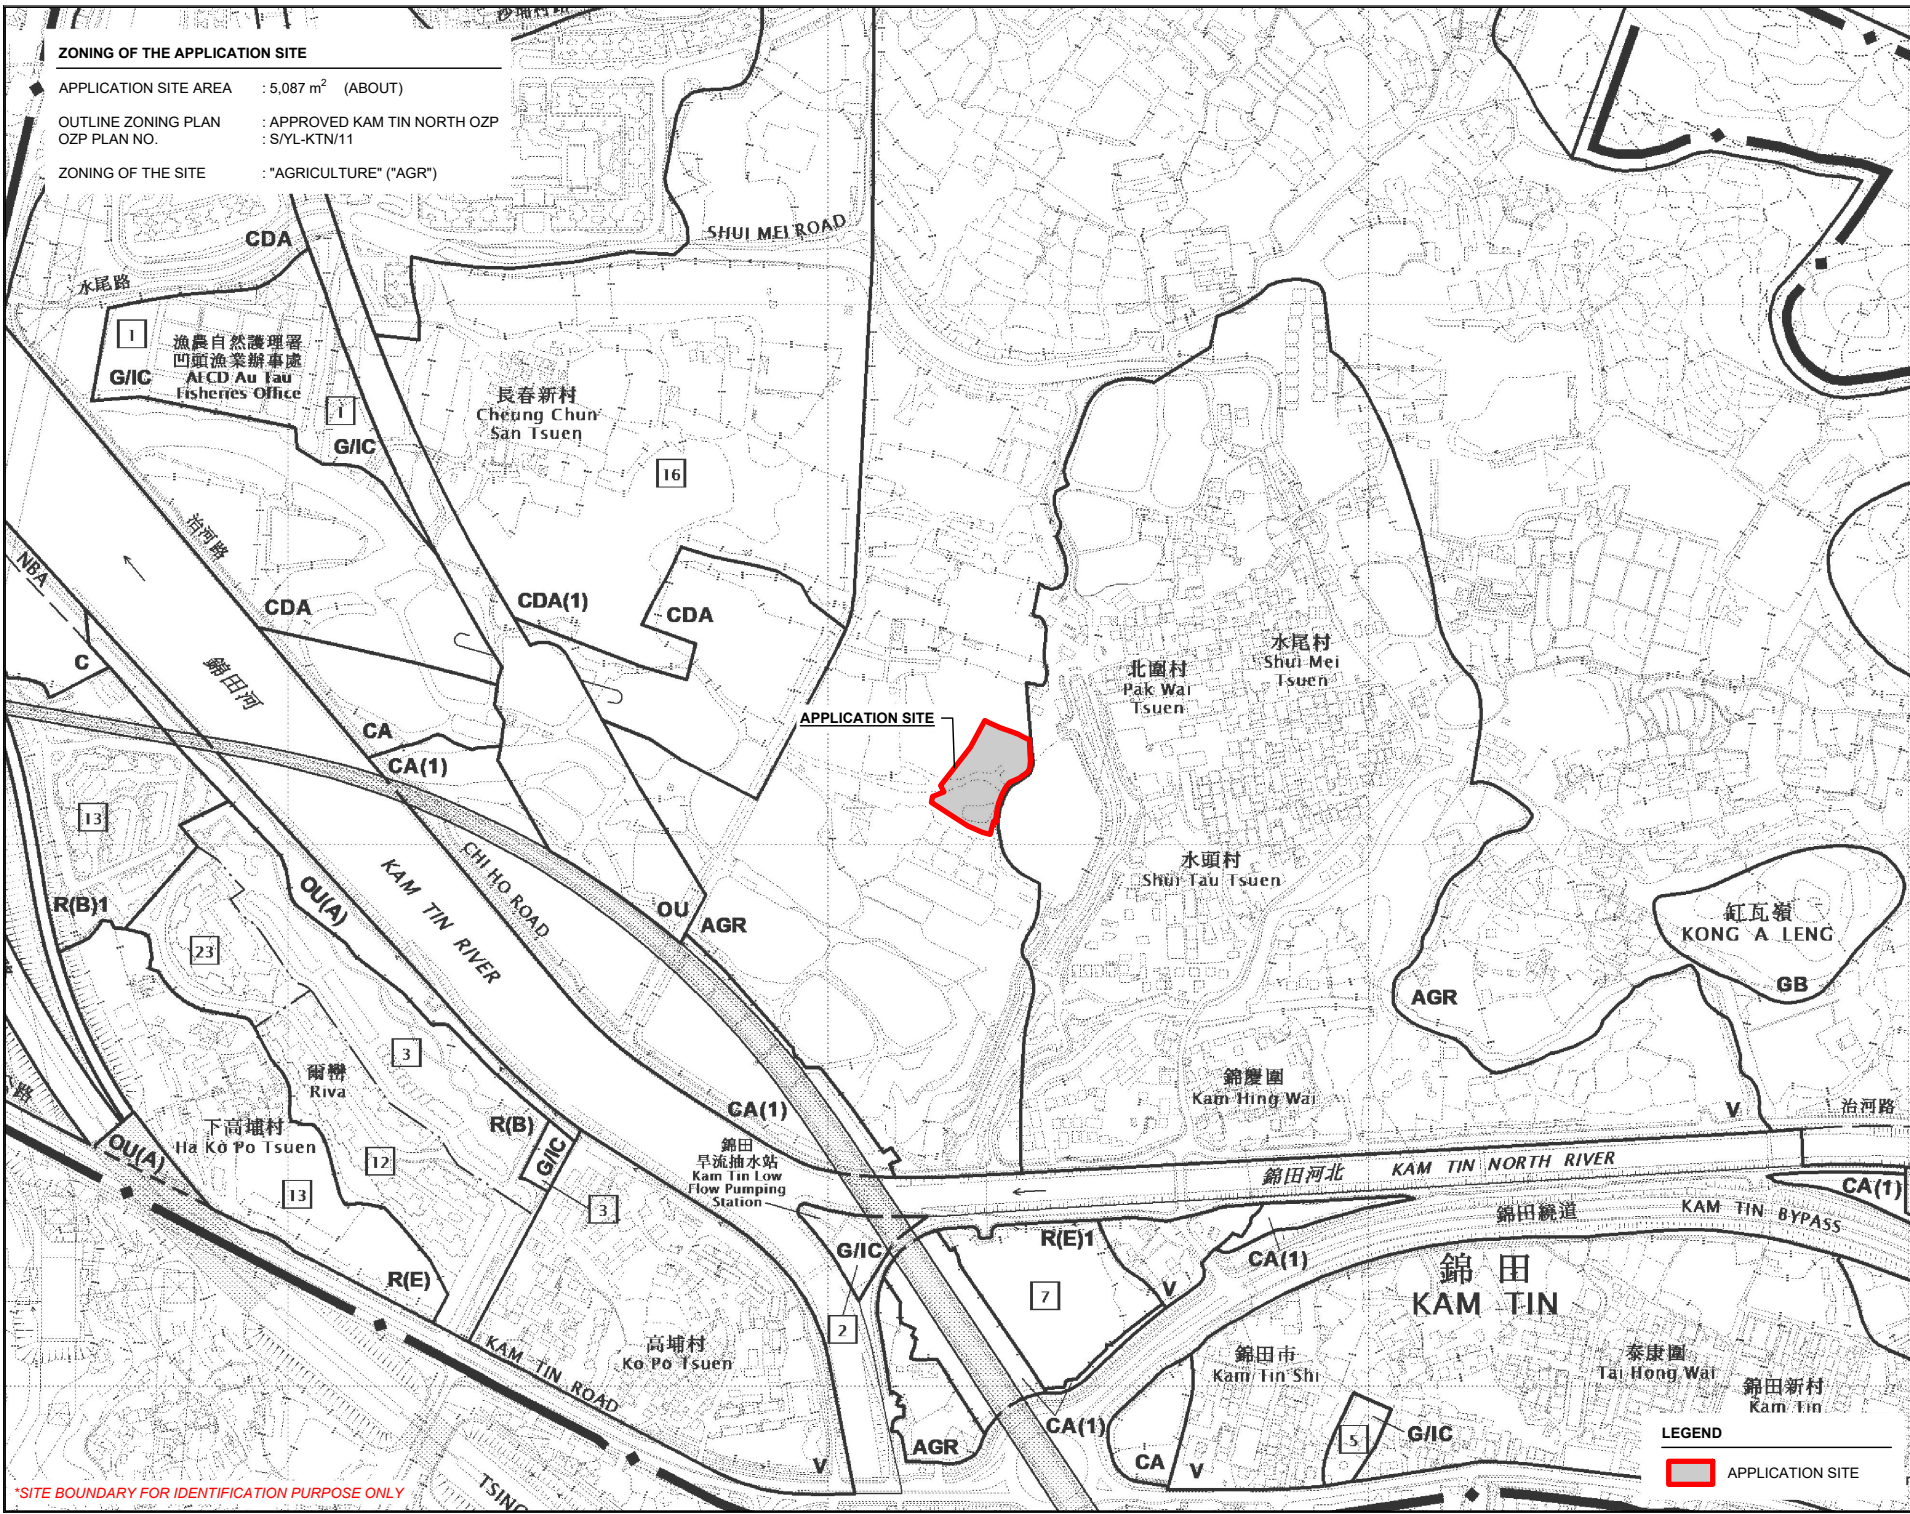 ZONING OF THE APPLICATION SITE
APPLICATION SITE AREA : 5,087 m² (ABOUT)
OUTLINE ZONING PLAN : APPROVED KAM TIN NORTH OZP
OZP PLAN NO. : S/YL-KTN/11
ZONING OF THE SITE : "AGRICULTURE" ("AGR")
SHUI MEI ROAD
CDA
水尾路
1
漁農自然護理署
凹頭漁業辦事處
AFCD Au Tau
Fisheries Office
G/IC
1
G/IC
長春新村
Cheung Chun
San Tsuen
16
治河路
NBA
CDA
CDA(1)
CDA
C
錦田河
水尾村
Shui Mei
Tsuen
北圍村
Pak Wai
Tsuen
APPLICATION SITE
CA
CA(1)
13
CHI HO ROAD
KAM TIN RIVER
水頭村
Shui Tau Tsuen
R(B)1
OU(A)
OU
AGR
缸瓦嶺
KONG A LENG
GB
23
AGR
3
爾巒
Riva
錦慶圍
Kam Hing Wai
CA(1)
V
治河路
路
下高埔村
Ha Ko Po Tsuen
R(B)
G/IC
OU(A)
12
錦田
旱流抽水站
Kam Tin Low
Flow Pumping
Station
錦田河北
KAM TIN NORTH RIVER
13
3
CA(1)
錦田繞道
KAM TIN BYPASS
G/IC
R(E)1
CA(1)
R(E)
7
V
錦田
KAM TIN
2
高埔村
Ko Po Tsuen
KAM TIN ROAD
錦田市
Kam Tin Shi
泰康圍
Tai Hong Wai
錦田新村
Kam Tin
CA(1)
AGR
5
G/IC
CA
V
V
TSING
LEGEND
APPLICATION SITE
*SITE BOUNDARY FOR IDENTIFICATION PURPOSE ONLY